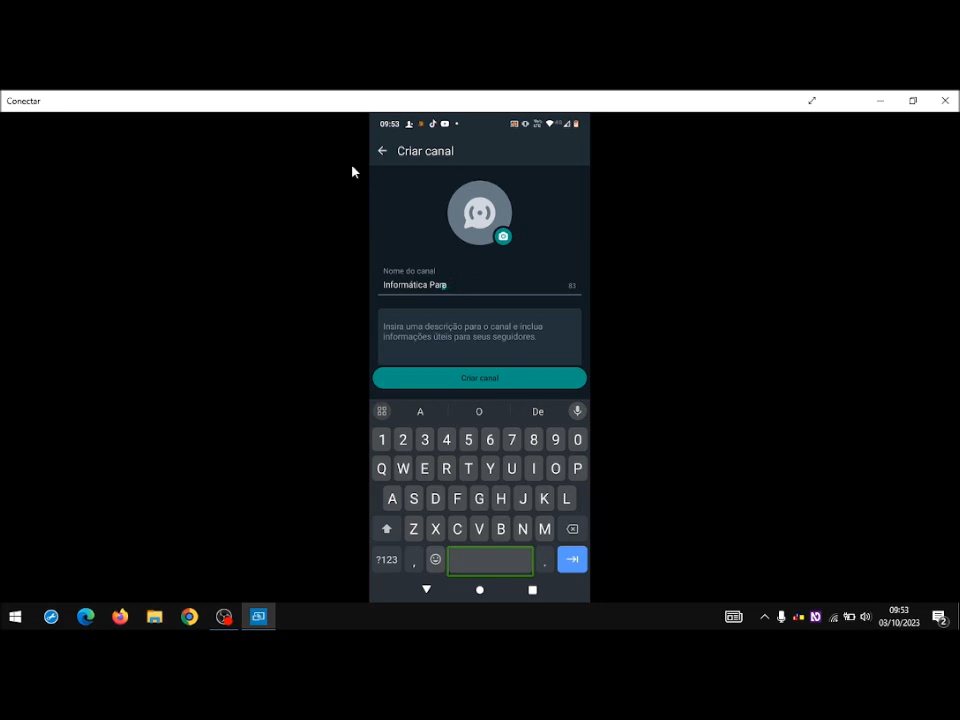 Conectar
09:53
Criar canal
Nome do canal
Informática Para
83
Insira uma descrição para o canal e inclua
informações úteis para seus seguidores.
Criar canal
A O De
1 2 3 4 5 6 7 8 9 0
Q W E R T Y U I O P
A S D F G H J K L
Z X C V B N M
?123 , .
09:53
03/10/2023
2